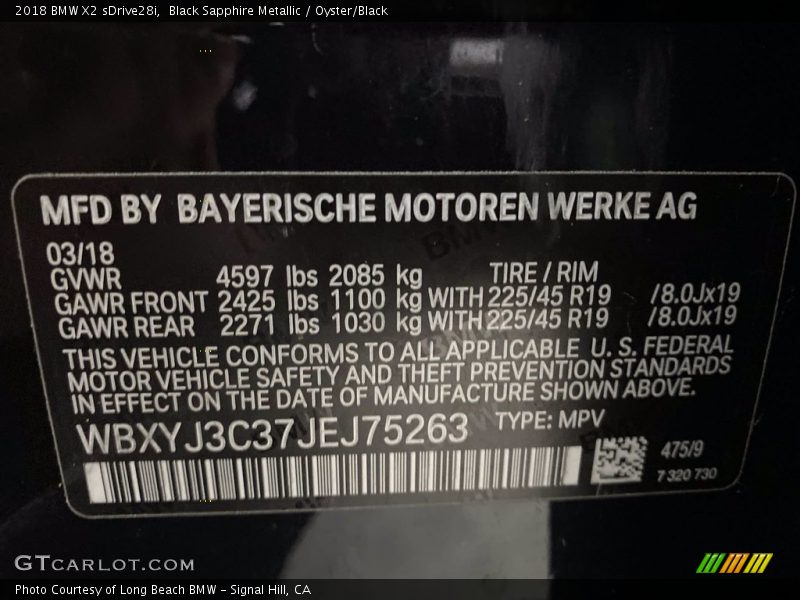 2018 BMW X2 sDrive28i,  Black Sapphire Metallic / Oyster/Black
MFD BY BAYERISCHE MOTOREN WERKE AG
03/18
GVWR 4597 lbs 2085 kg TIRE / RIM
GAWR FRONT 2425 lbs 1100 kg WITH 225/45 R19 /8.0Jx19
GAWR REAR 2271 lbs 1030 kg WITH 225/45 R19 /8.0Jx19
THIS VEHICLE CONFORMS TO ALL APPLICABLE U. S. FEDERAL
MOTOR VEHICLE SAFETY AND THEFT PREVENTION STANDARDS
IN EFFECT ON THE DATE OF MANUFACTURE SHOWN ABOVE.
WBXYJ3C37JEJ75263 TYPE: MPV
475/9
7 320 730
GTCARLOT.COM
Photo Courtesy of Long Beach BMW - Signal Hill, CA